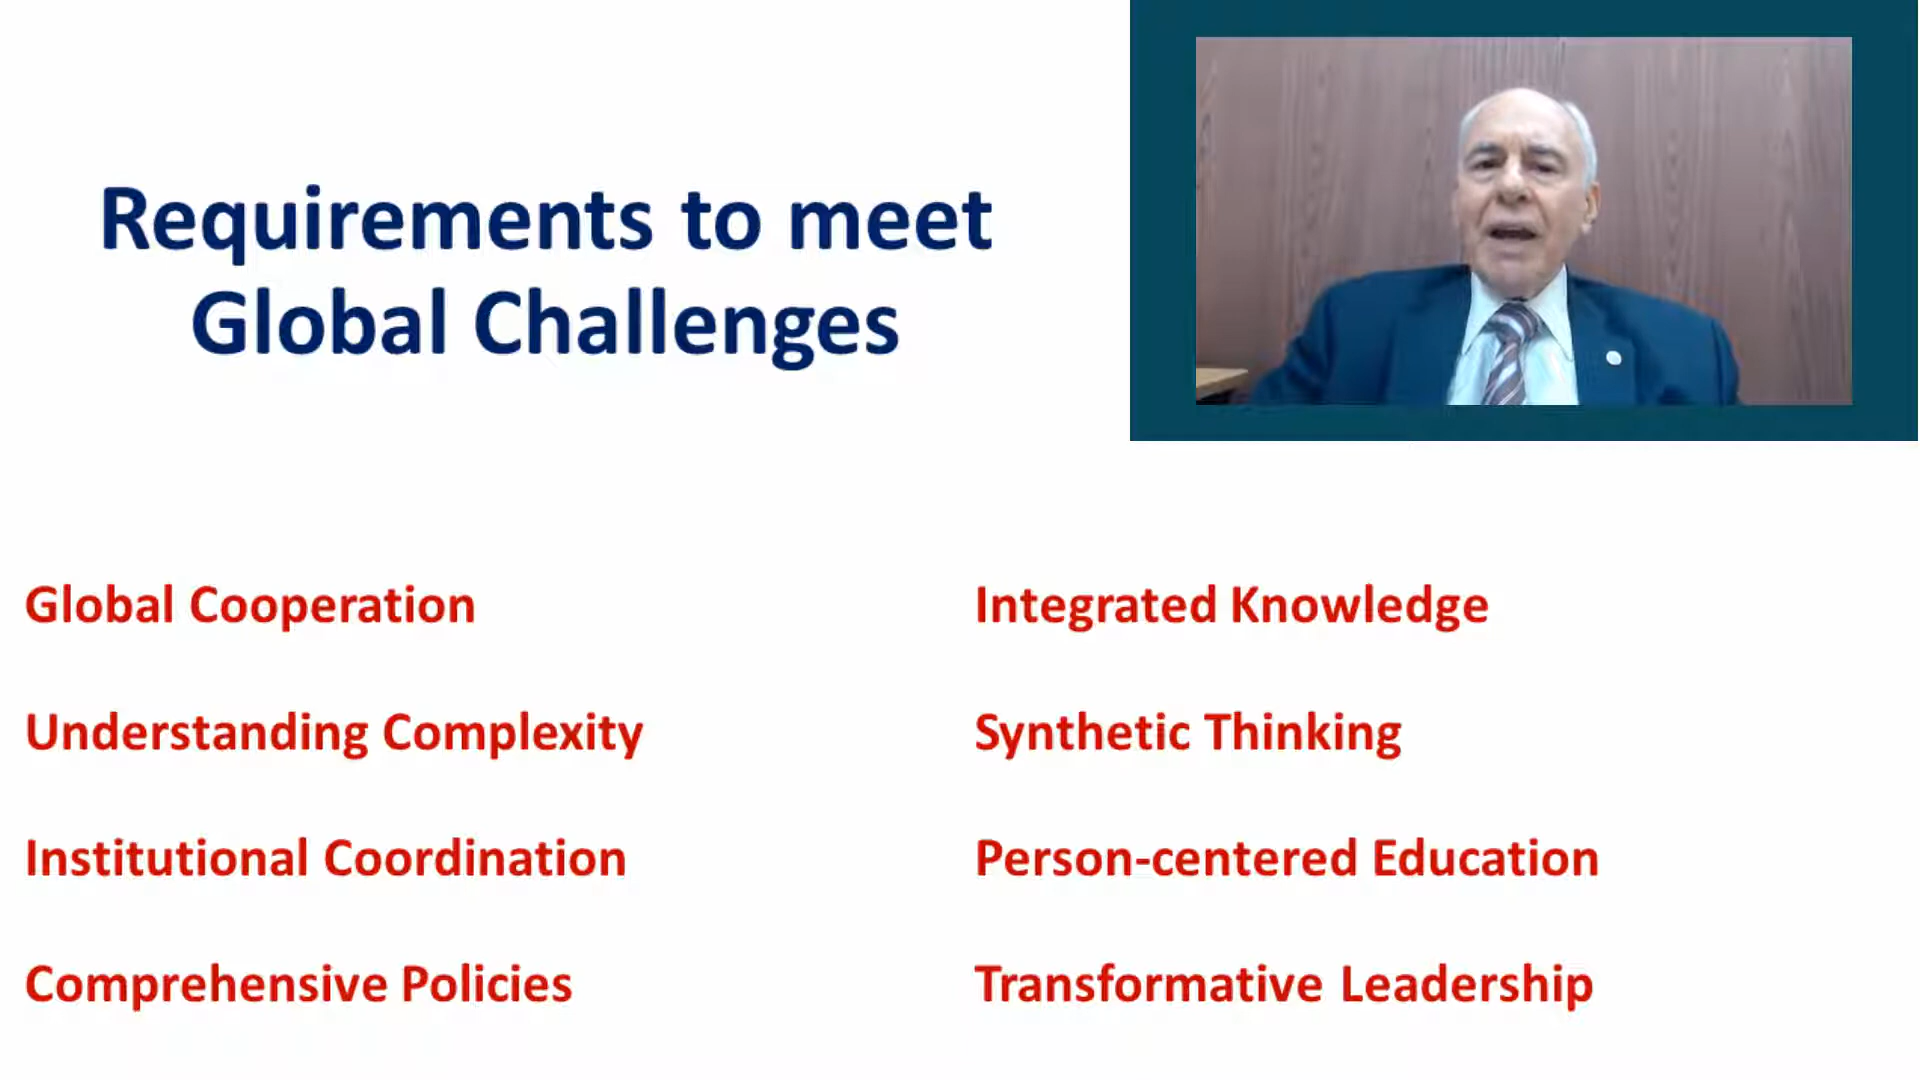 Requirements to meet
Global Challenges
Global Cooperation
Understanding Complexity
Institutional Coordination
Comprehensive Policies
Integrated Knowledge
Synthetic Thinking
Person-centered Education
Transformative Leadership